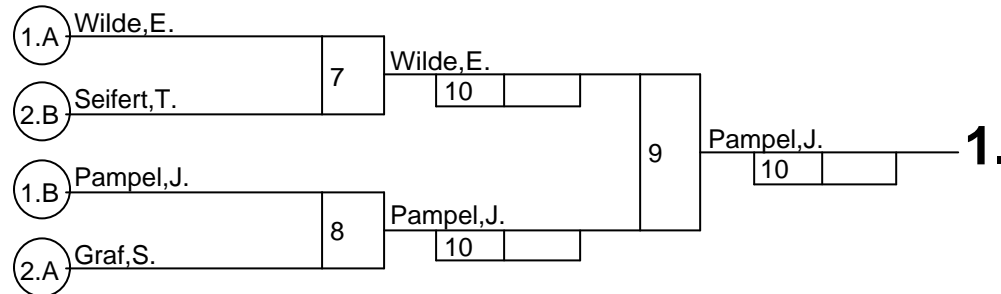 1.A Wilde,E.
7 Wilde,E.
10
2.B Seifert,T.
9 Pampel,J. 1.
10
1.B Pampel,J.
8 Pampel,J.
10
2.A Graf,S.